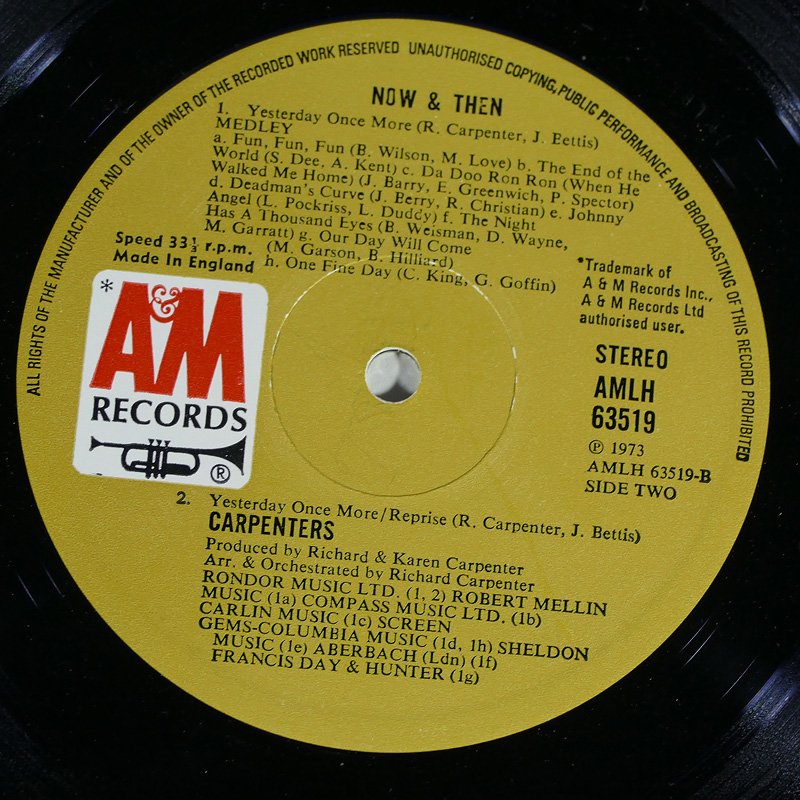 ALL RIGHTS OF THE MANUFACTURER AND OF THE OWNER OF THE RECORDED WORK RESERVED UNAUTHORISED COPYING, PUBLIC PERFORMANCE AND BROADCASTING OF THIS RECORD PROHIBITED
NOW & THEN
1. Yesterday Once More (R. Carpenter, J. Bettis)
MEDLEY
a. Fun, Fun, Fun (B. Wilson, M. Love) b. The End of the
World (S. Dee, A. Kent) c. Da Doo Ron Ron (When He
Walked Me Home) (J. Barry, E. Greenwich, P. Spector)
d. Deadman's Curve (J. Berry, R. Christian) e. Johnny
Angel (L. Pockriss, L. Duddy) f. The Night
Has A Thousand Eyes (B. Weisman, D. Wayne,
M. Garratt) g. Our Day Will Come
(M. Garson, B. Hilliard)
h. One Fine Day (C. King, G. Goffin)
Speed 33⅓ r.p.m.
Made In England
*Trademark of
A & M Records Inc.,
A & M Records Ltd
authorised user.
* A&M
RECORDS
®
STEREO
AMLH
63519
℗ 1973
AMLH 63519-B
SIDE TWO
2. Yesterday Once More/Reprise (R. Carpenter, J. Bettis)
CARPENTERS
Produced by Richard & Karen Carpenter
Arr. & Orchestrated by Richard Carpenter
RONDOR MUSIC LTD. (1, 2) ROBERT MELLIN
MUSIC (1a) COMPASS MUSIC LTD. (1b)
CARLIN MUSIC (1c) SCREEN
GEMS-COLUMBIA MUSIC (1d, 1h) SHELDON
MUSIC (1e) ABERBACH (Ldn) (1f)
FRANCIS DAY & HUNTER (1g)